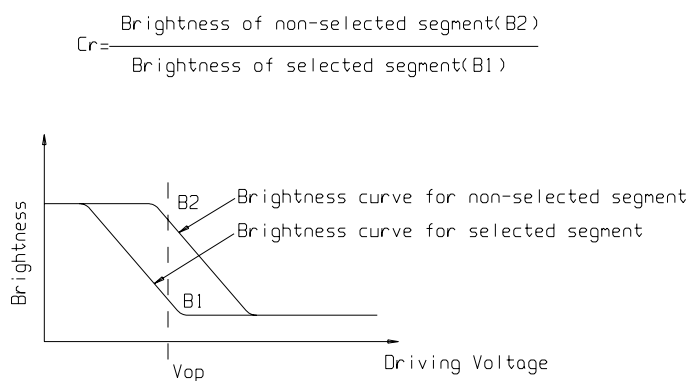 Brightness of non-selected segment(B2)
Cr=
Brightness of selected segment(B1)
B2
Brightness curve for non-selected segment
Brightness curve for selected segment
Brightness
B1
Driving Voltage
Vop